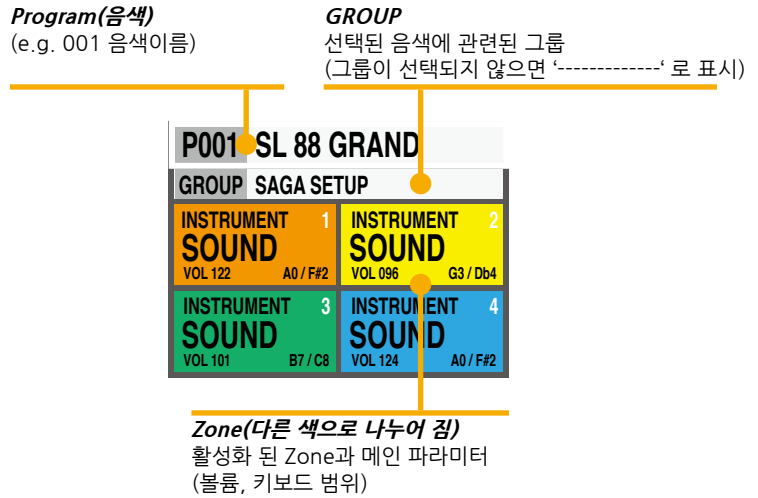 Program(음색)
(e.g. 001 음색이름)
GROUP
선택된 음색에 관련된 그룹
(그룹이 선택되지 않으면 ‘-------------‘ 로 표시)
P001 SL 88 GRAND
GROUP SAGA SETUP
INSTRUMENT 1
SOUND
VOL 122 A0 / F#2
INSTRUMENT 2
SOUND
VOL 096 G3 / Db4
INSTRUMENT 3
SOUND
VOL 101 B7 / C8
INSTRUMENT 4
SOUND
VOL 124 A0 / F#2
Zone(다른 색으로 나누어 짐)
활성화 된 Zone과 메인 파라미터
(볼륨, 키보드 범위)